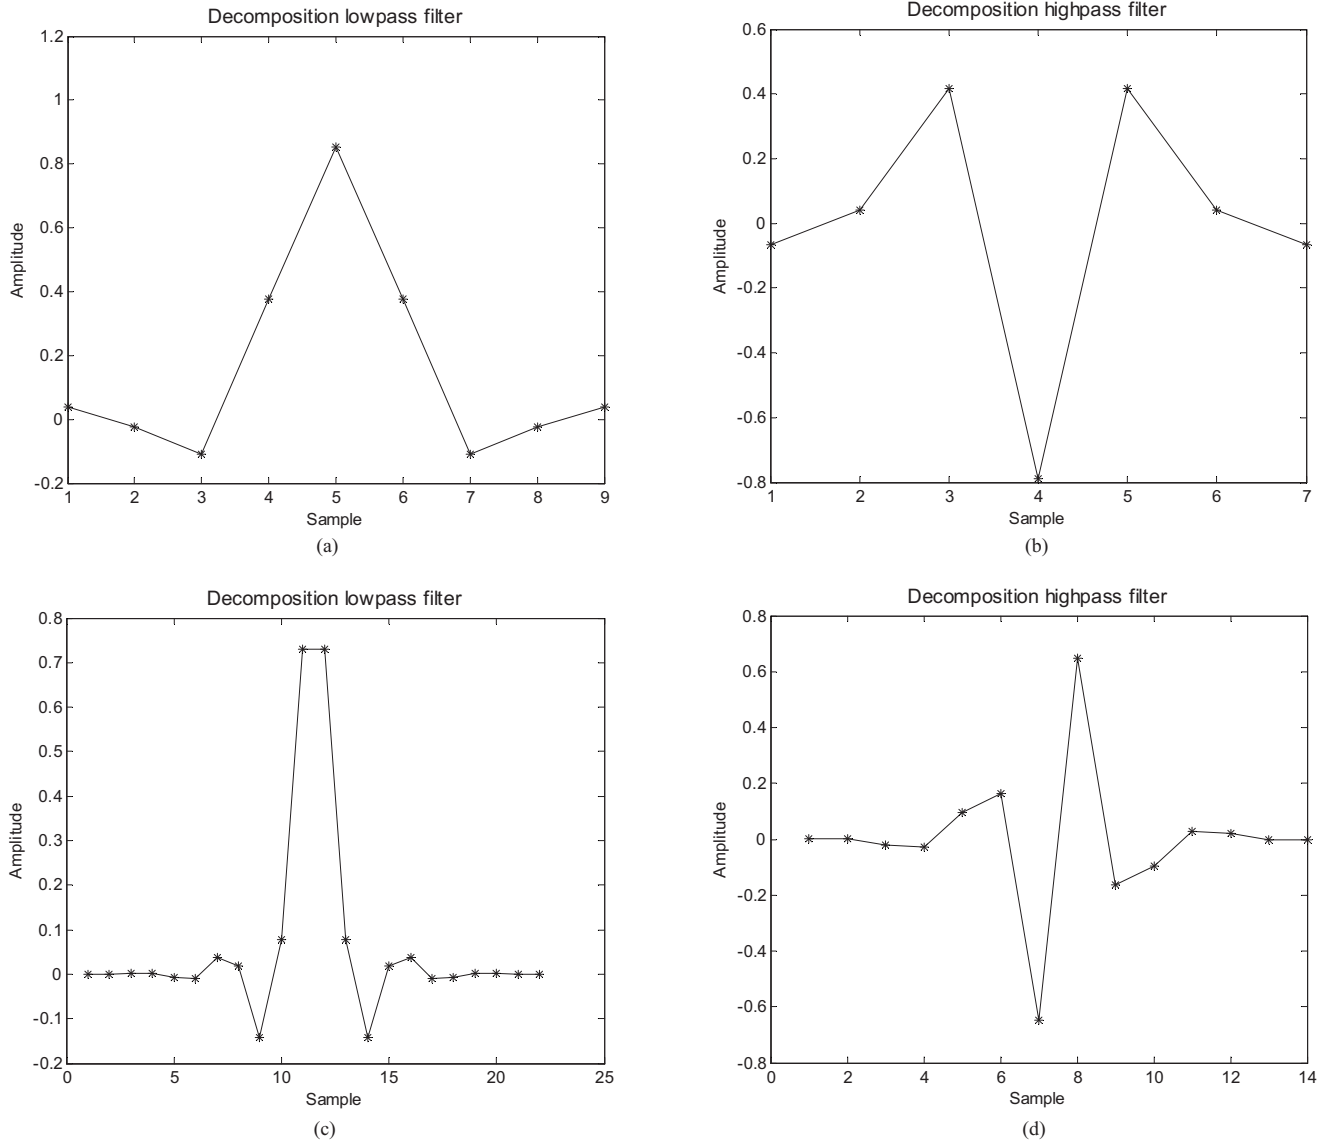 Decomposition lowpass filter
1.2
1
0.8
0.6
0.4
0.2
0
-0.2
Amplitude
1 2 3 4 5 6 7 8 9
Sample
(a)
Decomposition highpass filter
0.6
0.4
0.2
0
-0.2
-0.4
-0.6
-0.8
Amplitude
1 2 3 4 5 6 7
Sample
(b)
Decomposition lowpass filter
0.8
0.7
0.6
0.5
0.4
0.3
0.2
0.1
0
-0.1
-0.2
Amplitude
0 5 10 15 20 25
Sample
(c)
Decomposition highpass filter
0.8
0.6
0.4
0.2
0
-0.2
-0.4
-0.6
-0.8
Amplitude
0 2 4 6 8 10 12 14
Sample
(d)